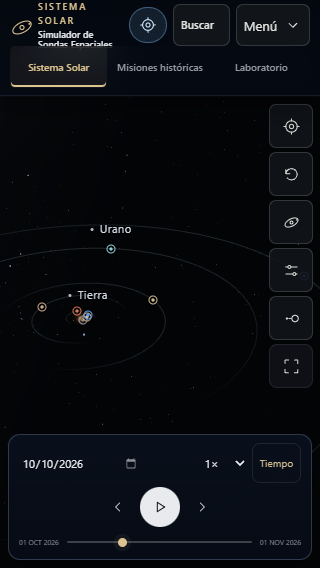 SISTEMA
SOLAR
Simulador de
Sondas Espaciales
Buscar
Menú
Sistema Solar
Misiones históricas
Laboratorio
Urano
Tierra
10/10/2026
1×
Tiempo
01 OCT 2026
01 NOV 2026